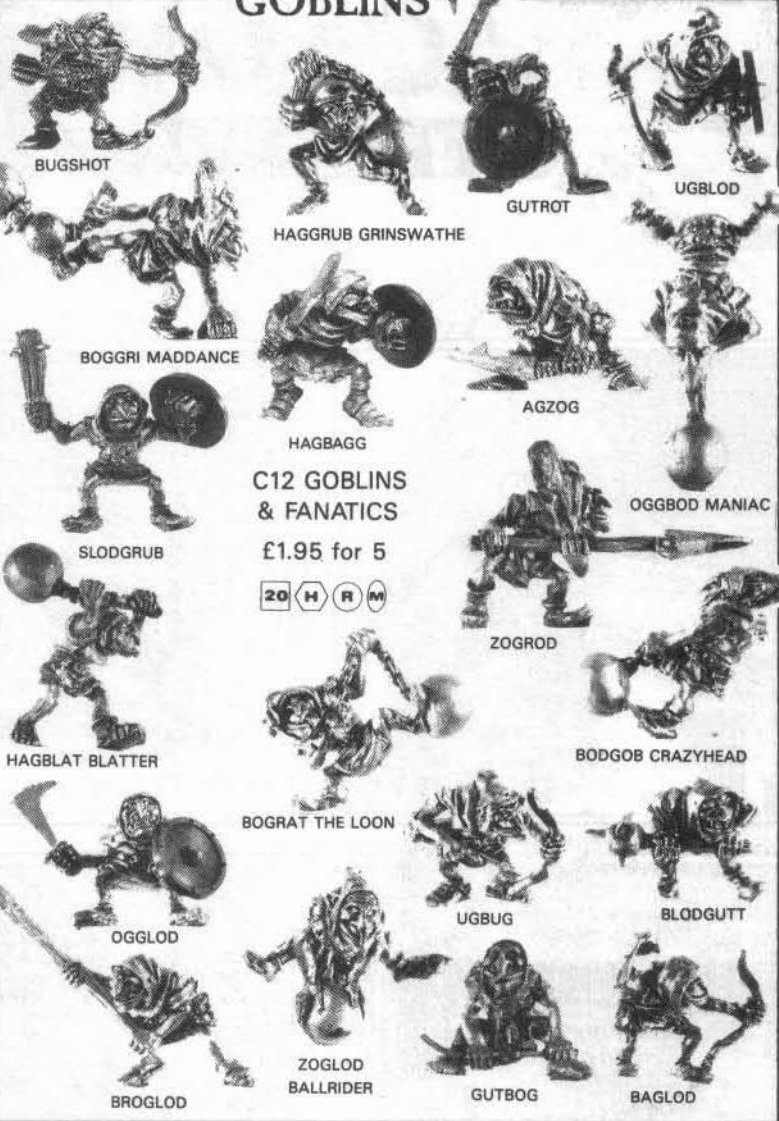 GOBLINS
BUGSHOT
HAGGRUB GRINSWATHE
GUTROT
UGBLOD
BOGGRI MADDANCE
HAGBAGG
AGZOG
OGGBOD MANIAC
SLODGRUB
C12 GOBLINS
& FANATICS
£1.95 for 5
20 H R M
ZOGROD
HAGBLAT BLATTER
BOGRAT THE LOON
BODGOB CRAZYHEAD
OGGLOD
UGBUG
BLODGUTT
BROGLOD
ZOGLOD
BALLRIDER
GUTBOG
BAGLOD